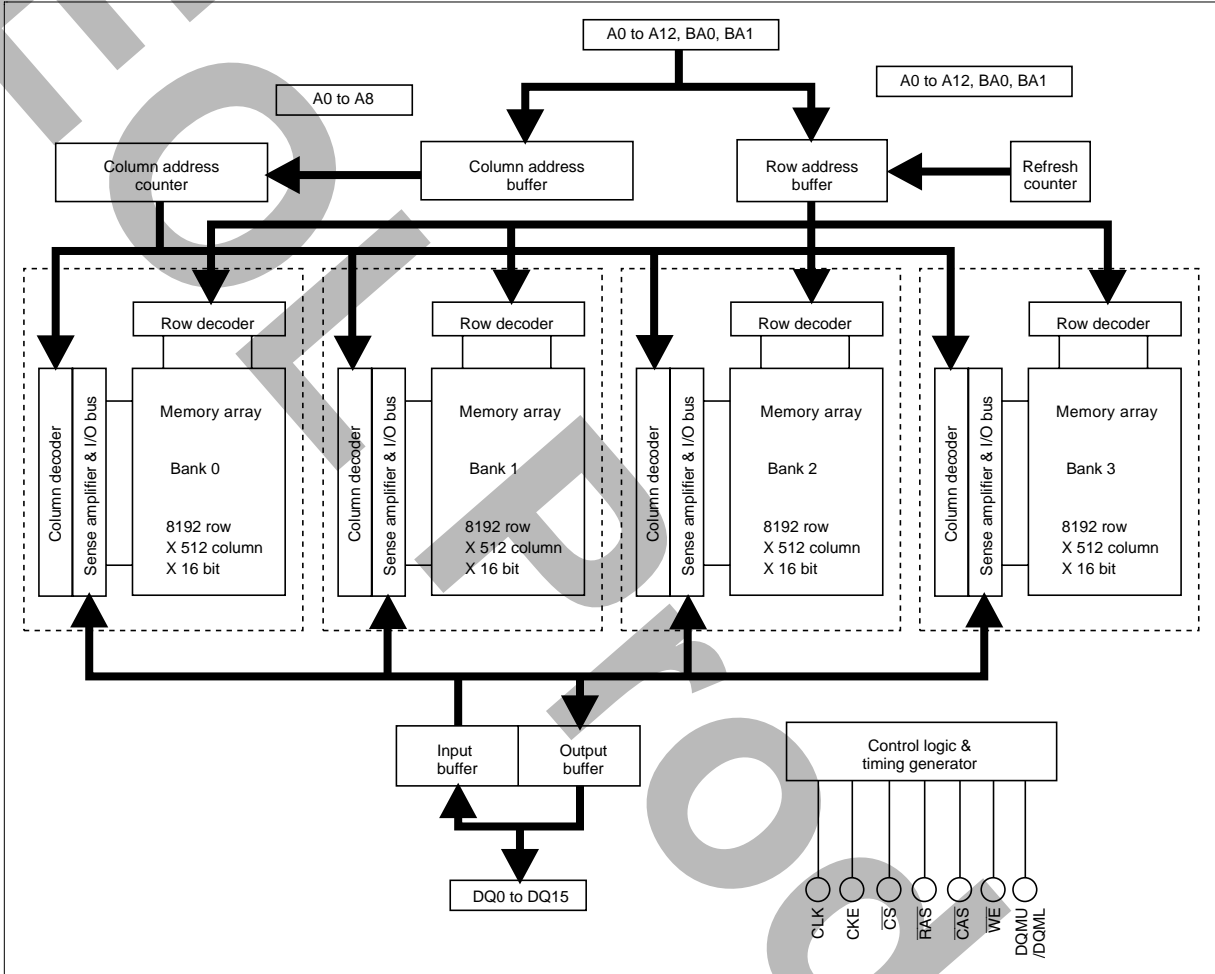 A0 to A12, BA0, BA1
A0 to A8
A0 to A12, BA0, BA1
Column address
counter
Column address
buffer
Row address
buffer
Refresh
counter
Row decoder
Row decoder
Row decoder
Row decoder
Column decoder
Sense amplifier & I/O bus
Memory array
Bank 0
8192 row
X 512 column
X 16 bit
Column decoder
Sense amplifier & I/O bus
Memory array
Bank 1
8192 row
X 512 column
X 16 bit
Column decoder
Sense amplifier & I/O bus
Memory array
Bank 2
8192 row
X 512 column
X 16 bit
Column decoder
Sense amplifier & I/O bus
Memory array
Bank 3
8192 row
X 512 column
X 16 bit
Input
buffer
Output
buffer
Control logic &
timing generator
DQ0 to DQ15
CLK
CKE
C̅S̅
R̅A̅S̅
C̅A̅S̅
W̅E̅
DQMU
/DQML
L Prod